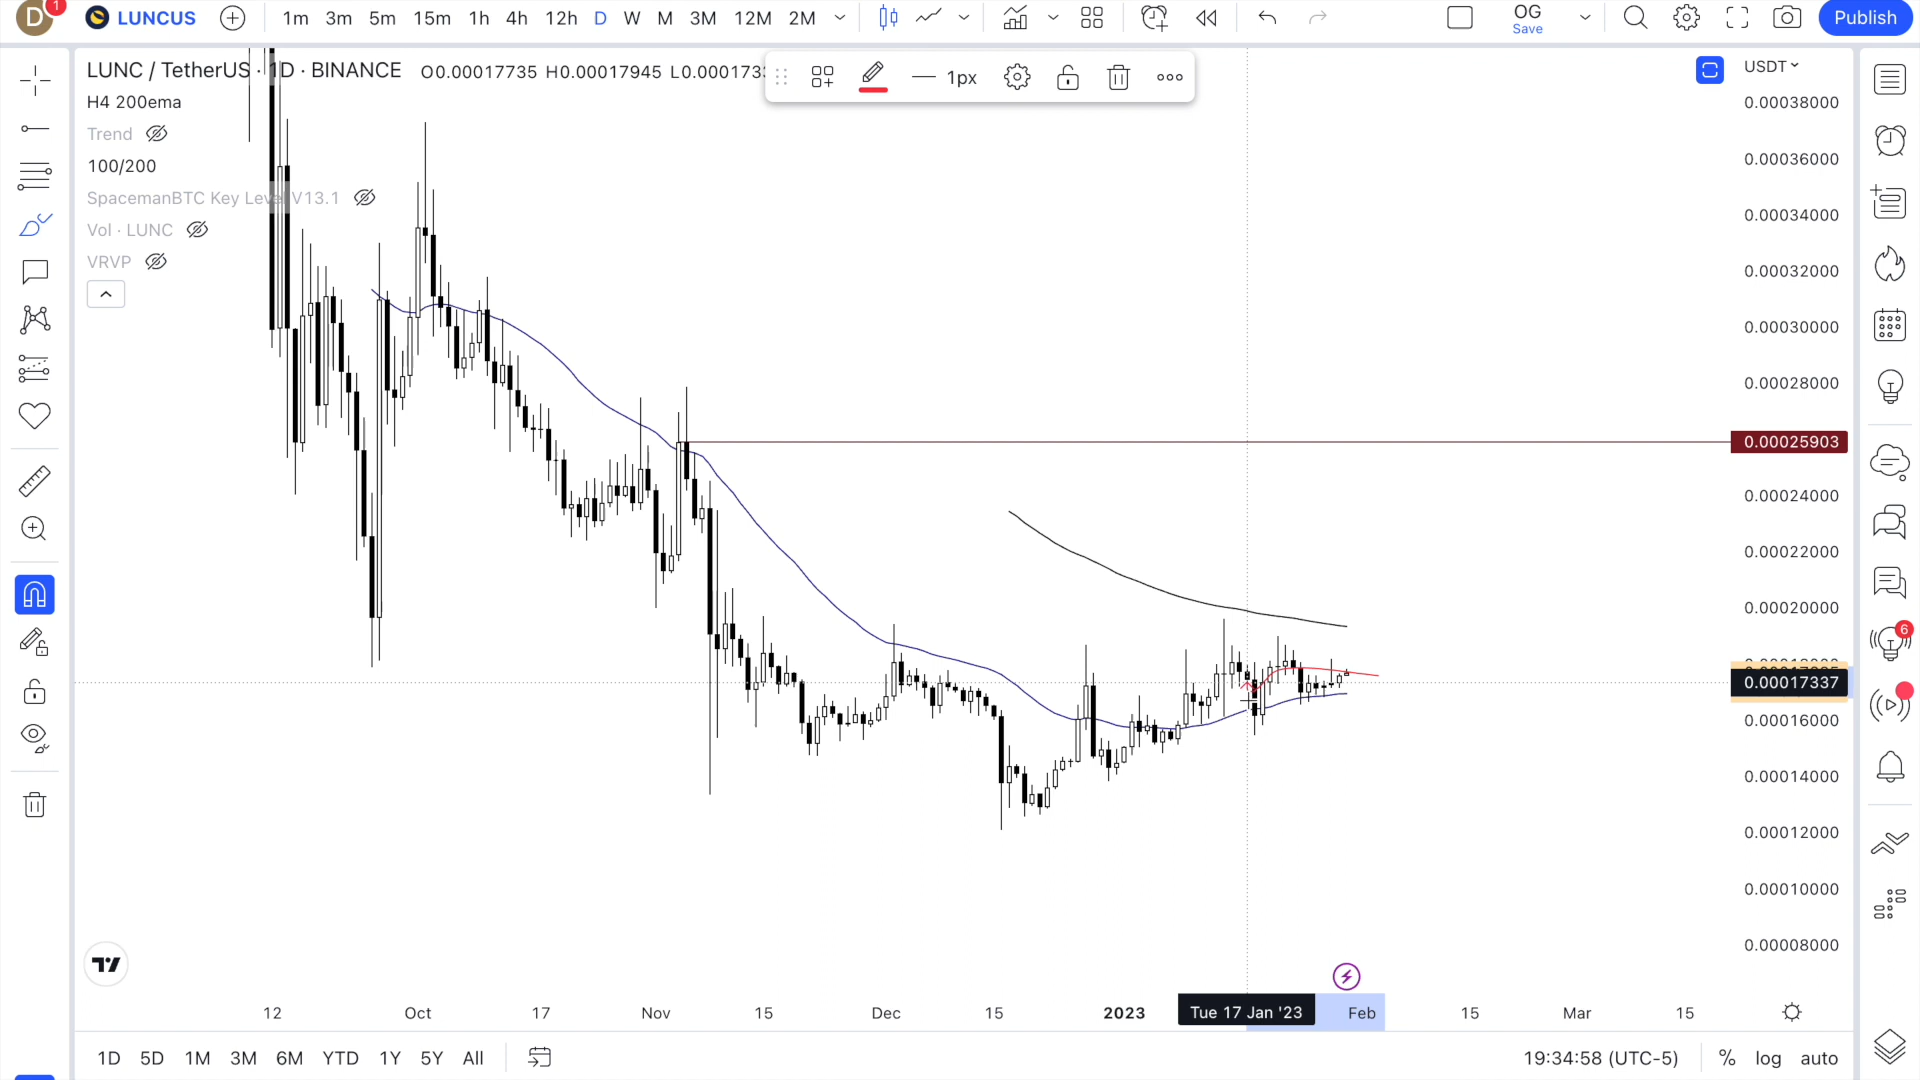 D 1 LUNCUS 1m 3m 5m 15m 1h 4h 12h D W M 3M 12M 2M OG Save Publish
LUNC / TetherUS · 1D · BINANCE O0.00017735 H0.00017945 1px USDT
H4 200ema
Trend
100/200
SpacemanBTC Key Level V13.1
Vol · LUNC
VRVP
0.00038000
0.00036000
0.00034000
0.00032000
0.00030000
0.00028000
0.00025903
0.00024000
0.00022000
0.00020000
0.00017337
0.00016000
0.00014000
0.00012000
0.00010000
0.00008000
6
12 Oct 17 Nov 15 Dec 15 2023 Tue 17 Jan '23 Feb 15 Mar 15
1D 5D 1M 3M 6M YTD 1Y 5Y All 19:34:58 (UTC-5) % log auto